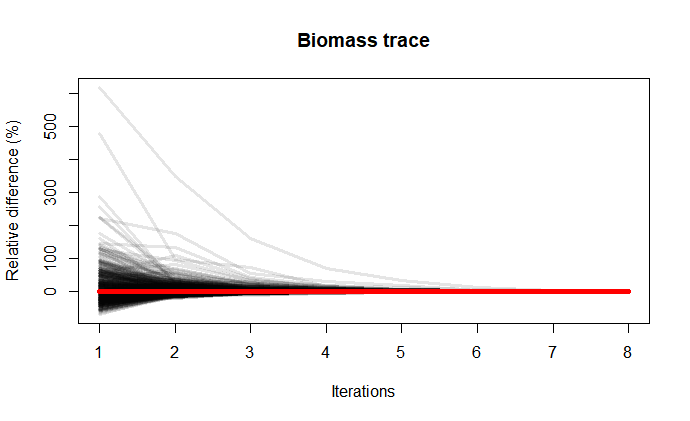 Biomass trace
Relative difference (%)
500
300
100
0
1 2 3 4 5 6 7 8
Iterations